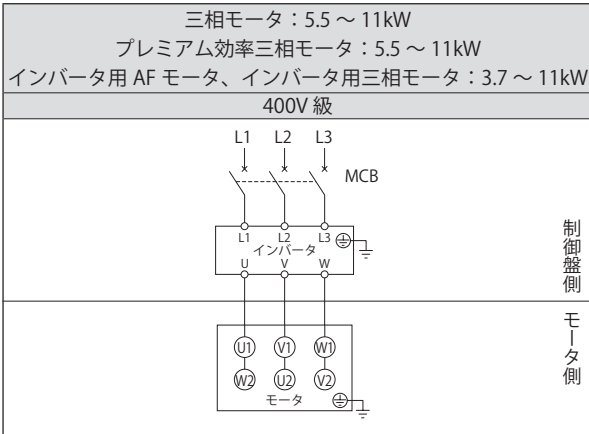 三相モータ：5.5 ～ 11kW
プレミアム効率三相モータ：5.5 ～ 11kW
インバータ用 AF モータ、インバータ用三相モータ：3.7 ～ 11kW
400V 級
L1 L2 L3
MCB
L1 L2 L3
インバータ
U V W
制御盤側
モータ側
U1 V1 W1
W2 U2 V2
モータ